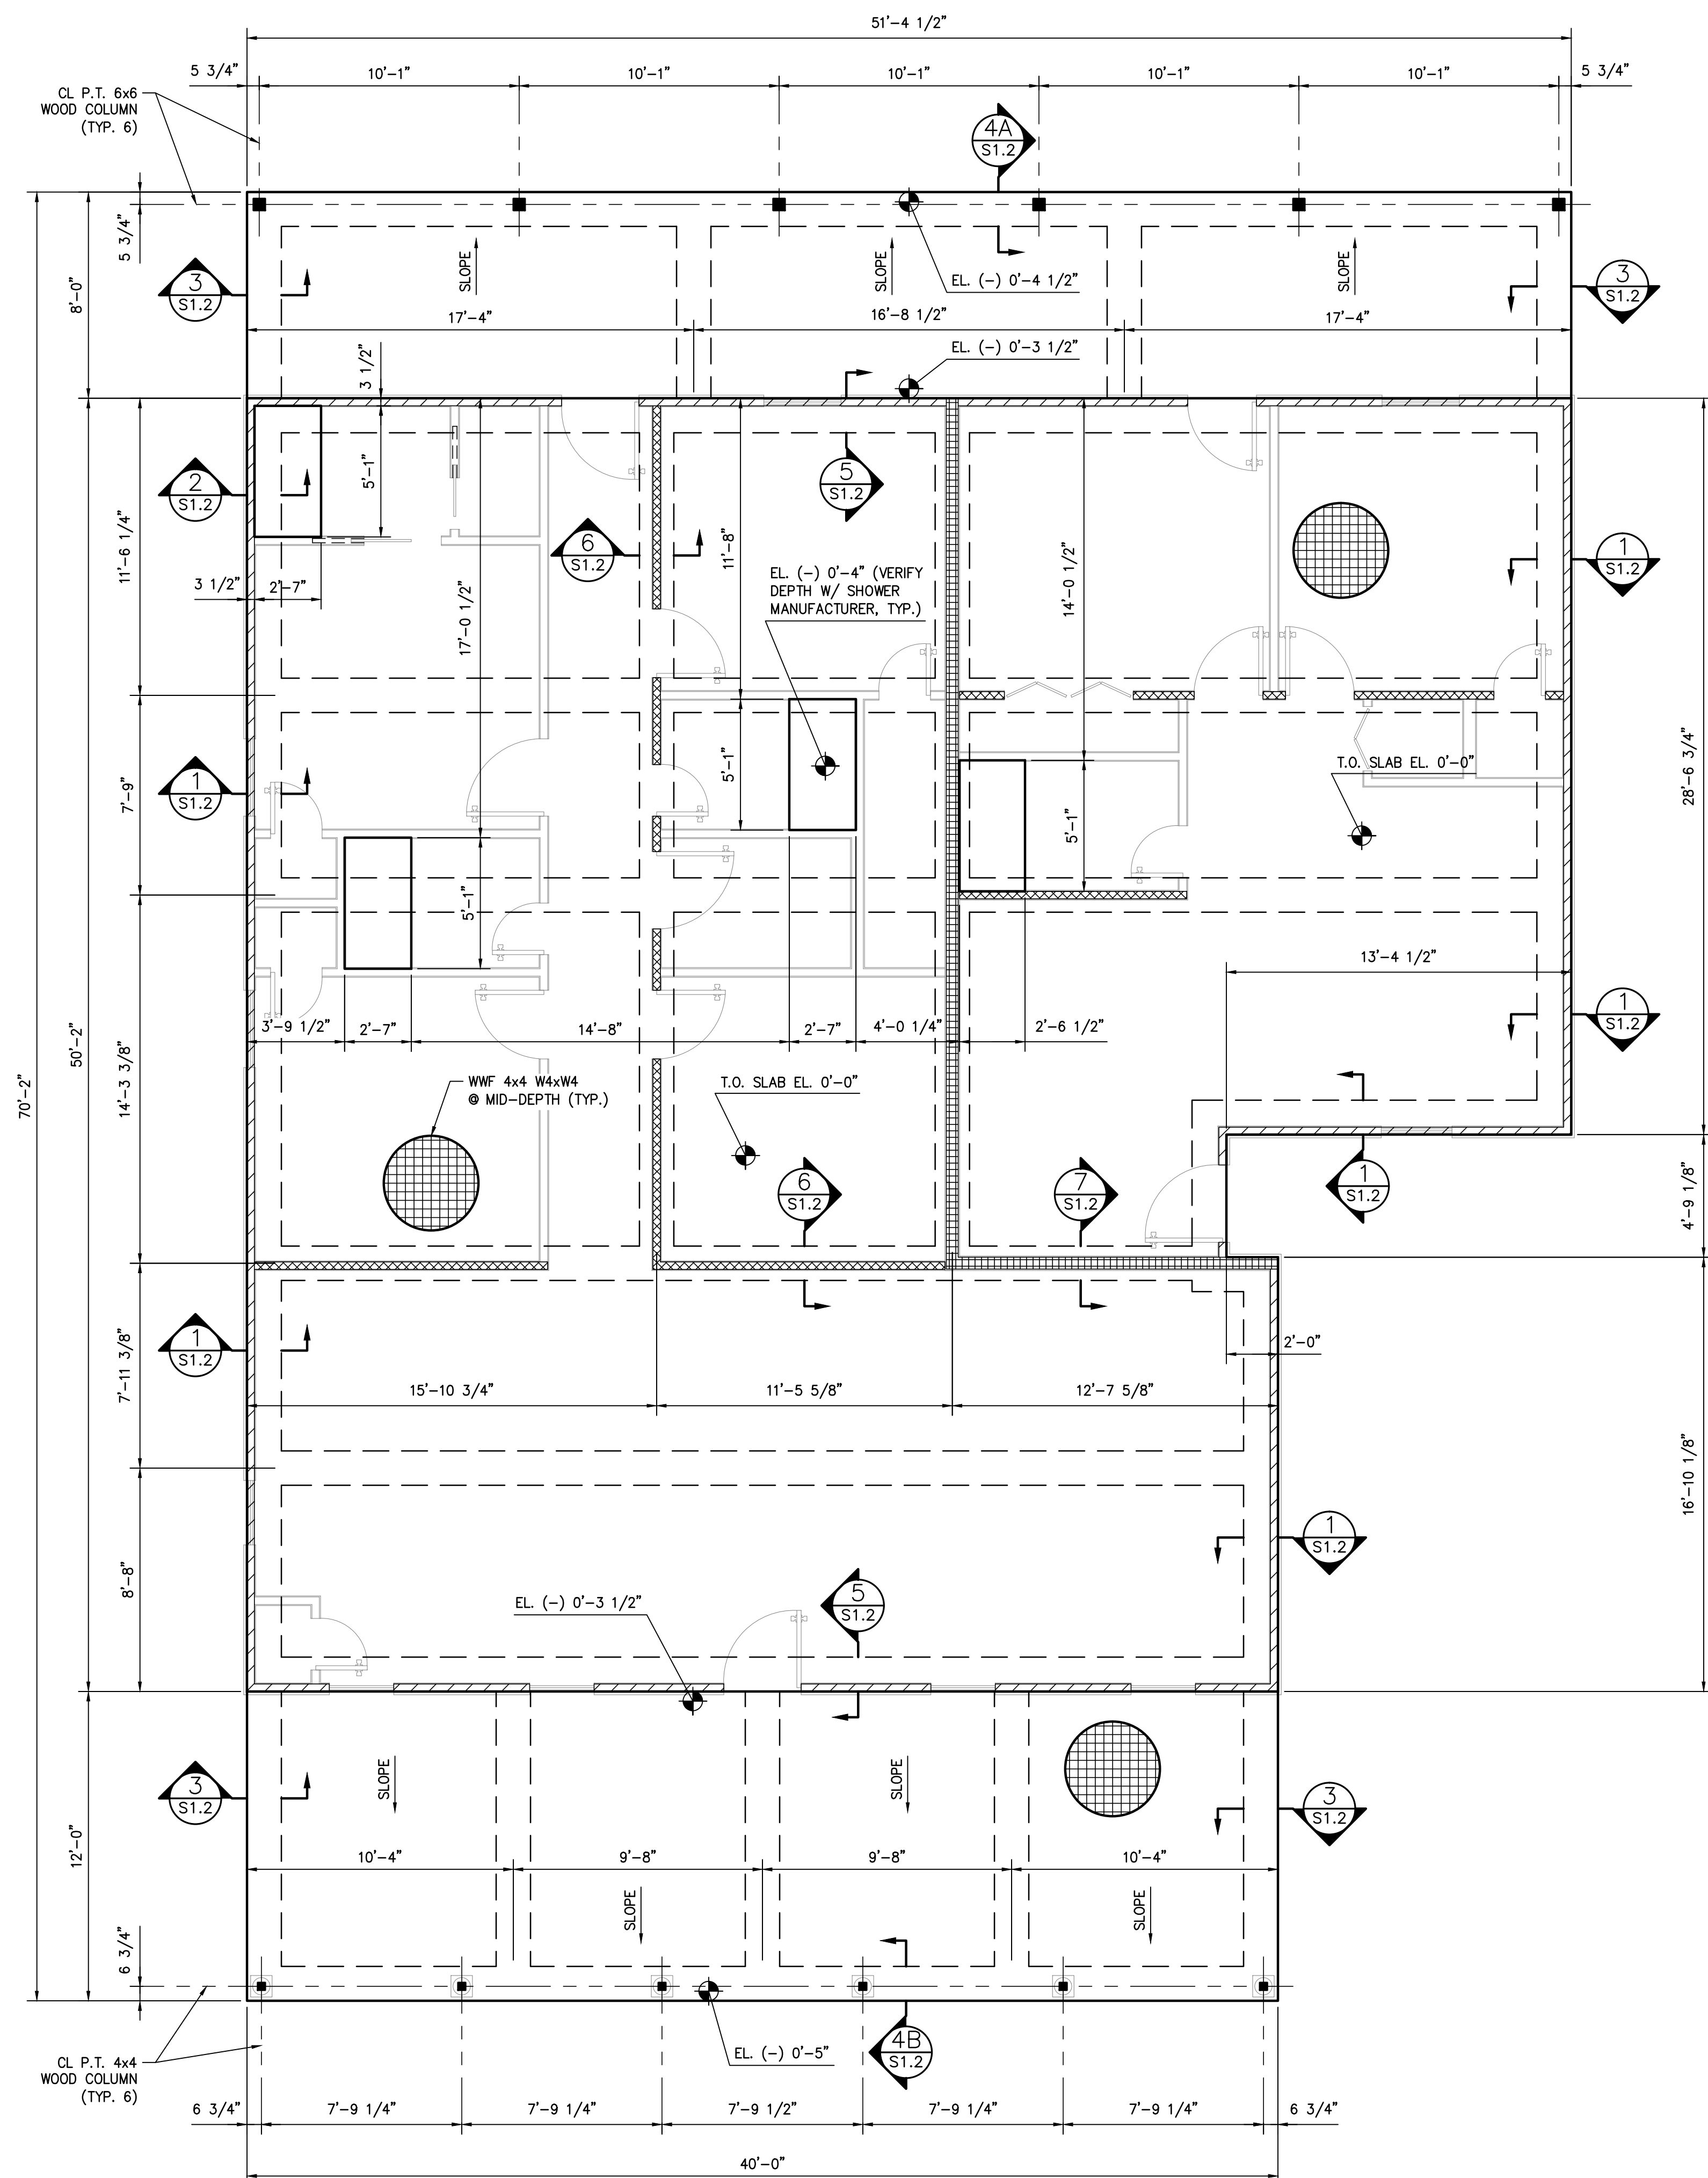 51'-4 1/2"
5 3/4"
10'-1"
10'-1"
10'-1"
10'-1"
10'-1"
5 3/4"
CL P.T. 6x6
WOOD COLUMN
(TYP. 6)
4A
S1.2
5 3/4"
8'-0"
3
S1.2
SLOPE
SLOPE
SLOPE
EL. (-) 0'-4 1/2"
3
S1.2
17'-4"
16'-8 1/2"
17'-4"
EL. (-) 0'-3 1/2"
3 1/2"
5'-1"
2
S1.2
5
S1.2
11'-6 1/4"
6
S1.2
11'-8"
14'-0 1/2"
1
S1.2
3 1/2"
2'-7"
17'-0 1/2"
EL. (-) 0'-4" (VERIFY
DEPTH W/ SHOWER
MANUFACTURER, TYP.)
28'-6 3/4"
7'-9"
1
S1.2
5'-1"
T.O. SLAB EL. 0'-0"
5'-1"
5'-1"
13'-4 1/2"
1
S1.2
3'-9 1/2"
2'-7"
14'-8"
2'-7"
4'-0 1/4"
2'-6 1/2"
70'-2"
50'-2"
14'-3 3/8"
WWF 4x4 W4xW4
@ MID-DEPTH (TYP.)
T.O. SLAB EL. 0'-0"
6
S1.2
7
S1.2
1
S1.2
4'-9 1/8"
7'-11 3/8"
1
S1.2
2'-0"
15'-10 3/4"
11'-5 5/8"
12'-7 5/8"
16'-10 1/8"
8'-8"
1
S1.2
EL. (-) 0'-3 1/2"
5
S1.2
12'-0"
3
S1.2
SLOPE
SLOPE
3
S1.2
10'-4"
9'-8"
9'-8"
10'-4"
SLOPE
SLOPE
6 3/4"
4B
S1.2
EL. (-) 0'-5"
CL P.T. 4x4
WOOD COLUMN
(TYP. 6)
6 3/4"
7'-9 1/4"
7'-9 1/4"
7'-9 1/2"
7'-9 1/4"
7'-9 1/4"
6 3/4"
40'-0"